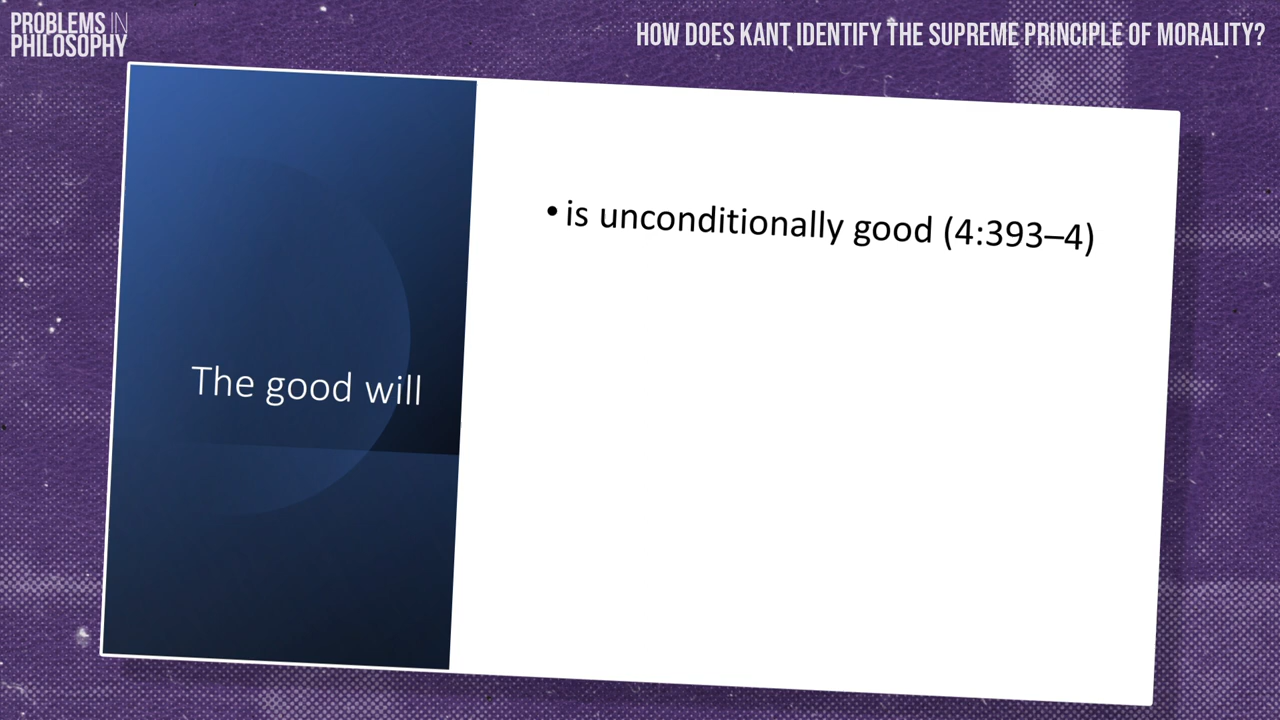 PROBLEMS IN
PHILOSOPHY
HOW DOES KANT IDENTIFY THE SUPREME PRINCIPLE OF MORALITY?
The good will
• is unconditionally good (4:393–4)